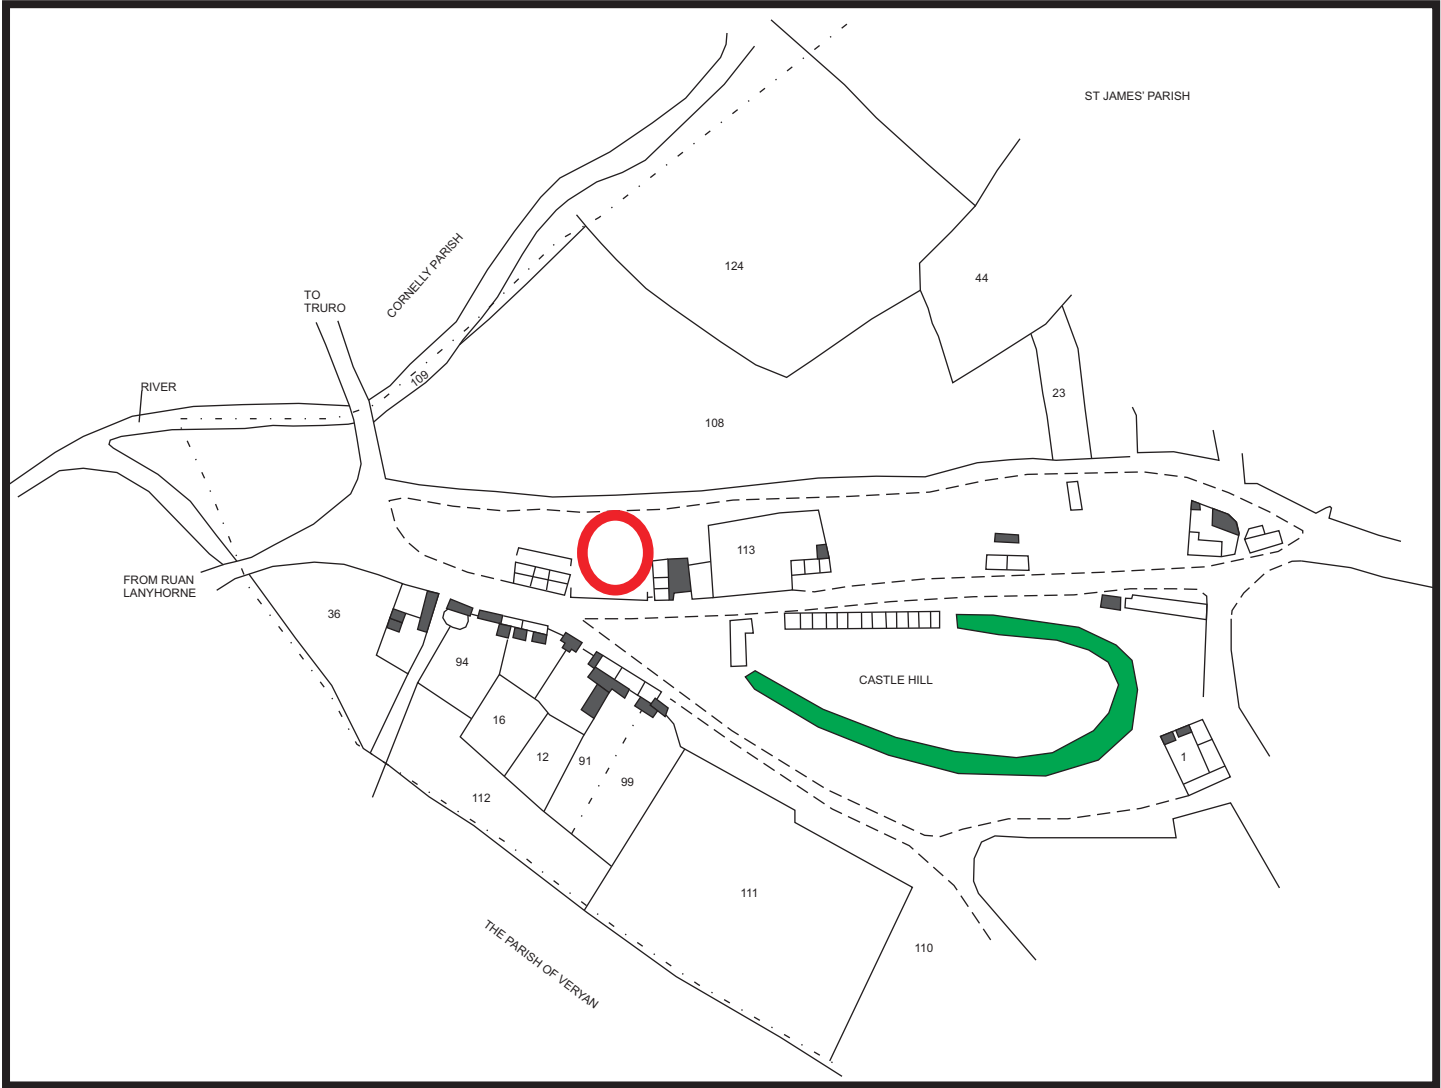 ST JAMES' PARISH
CORNELLY PARISH
124
44
TO
TRURO
109
RIVER
23
108
113
FROM RUAN
LANYHORNE
36
94
CASTLE HILL
16
12
91
99
1
112
111
110
THE PARISH OF VERYAN